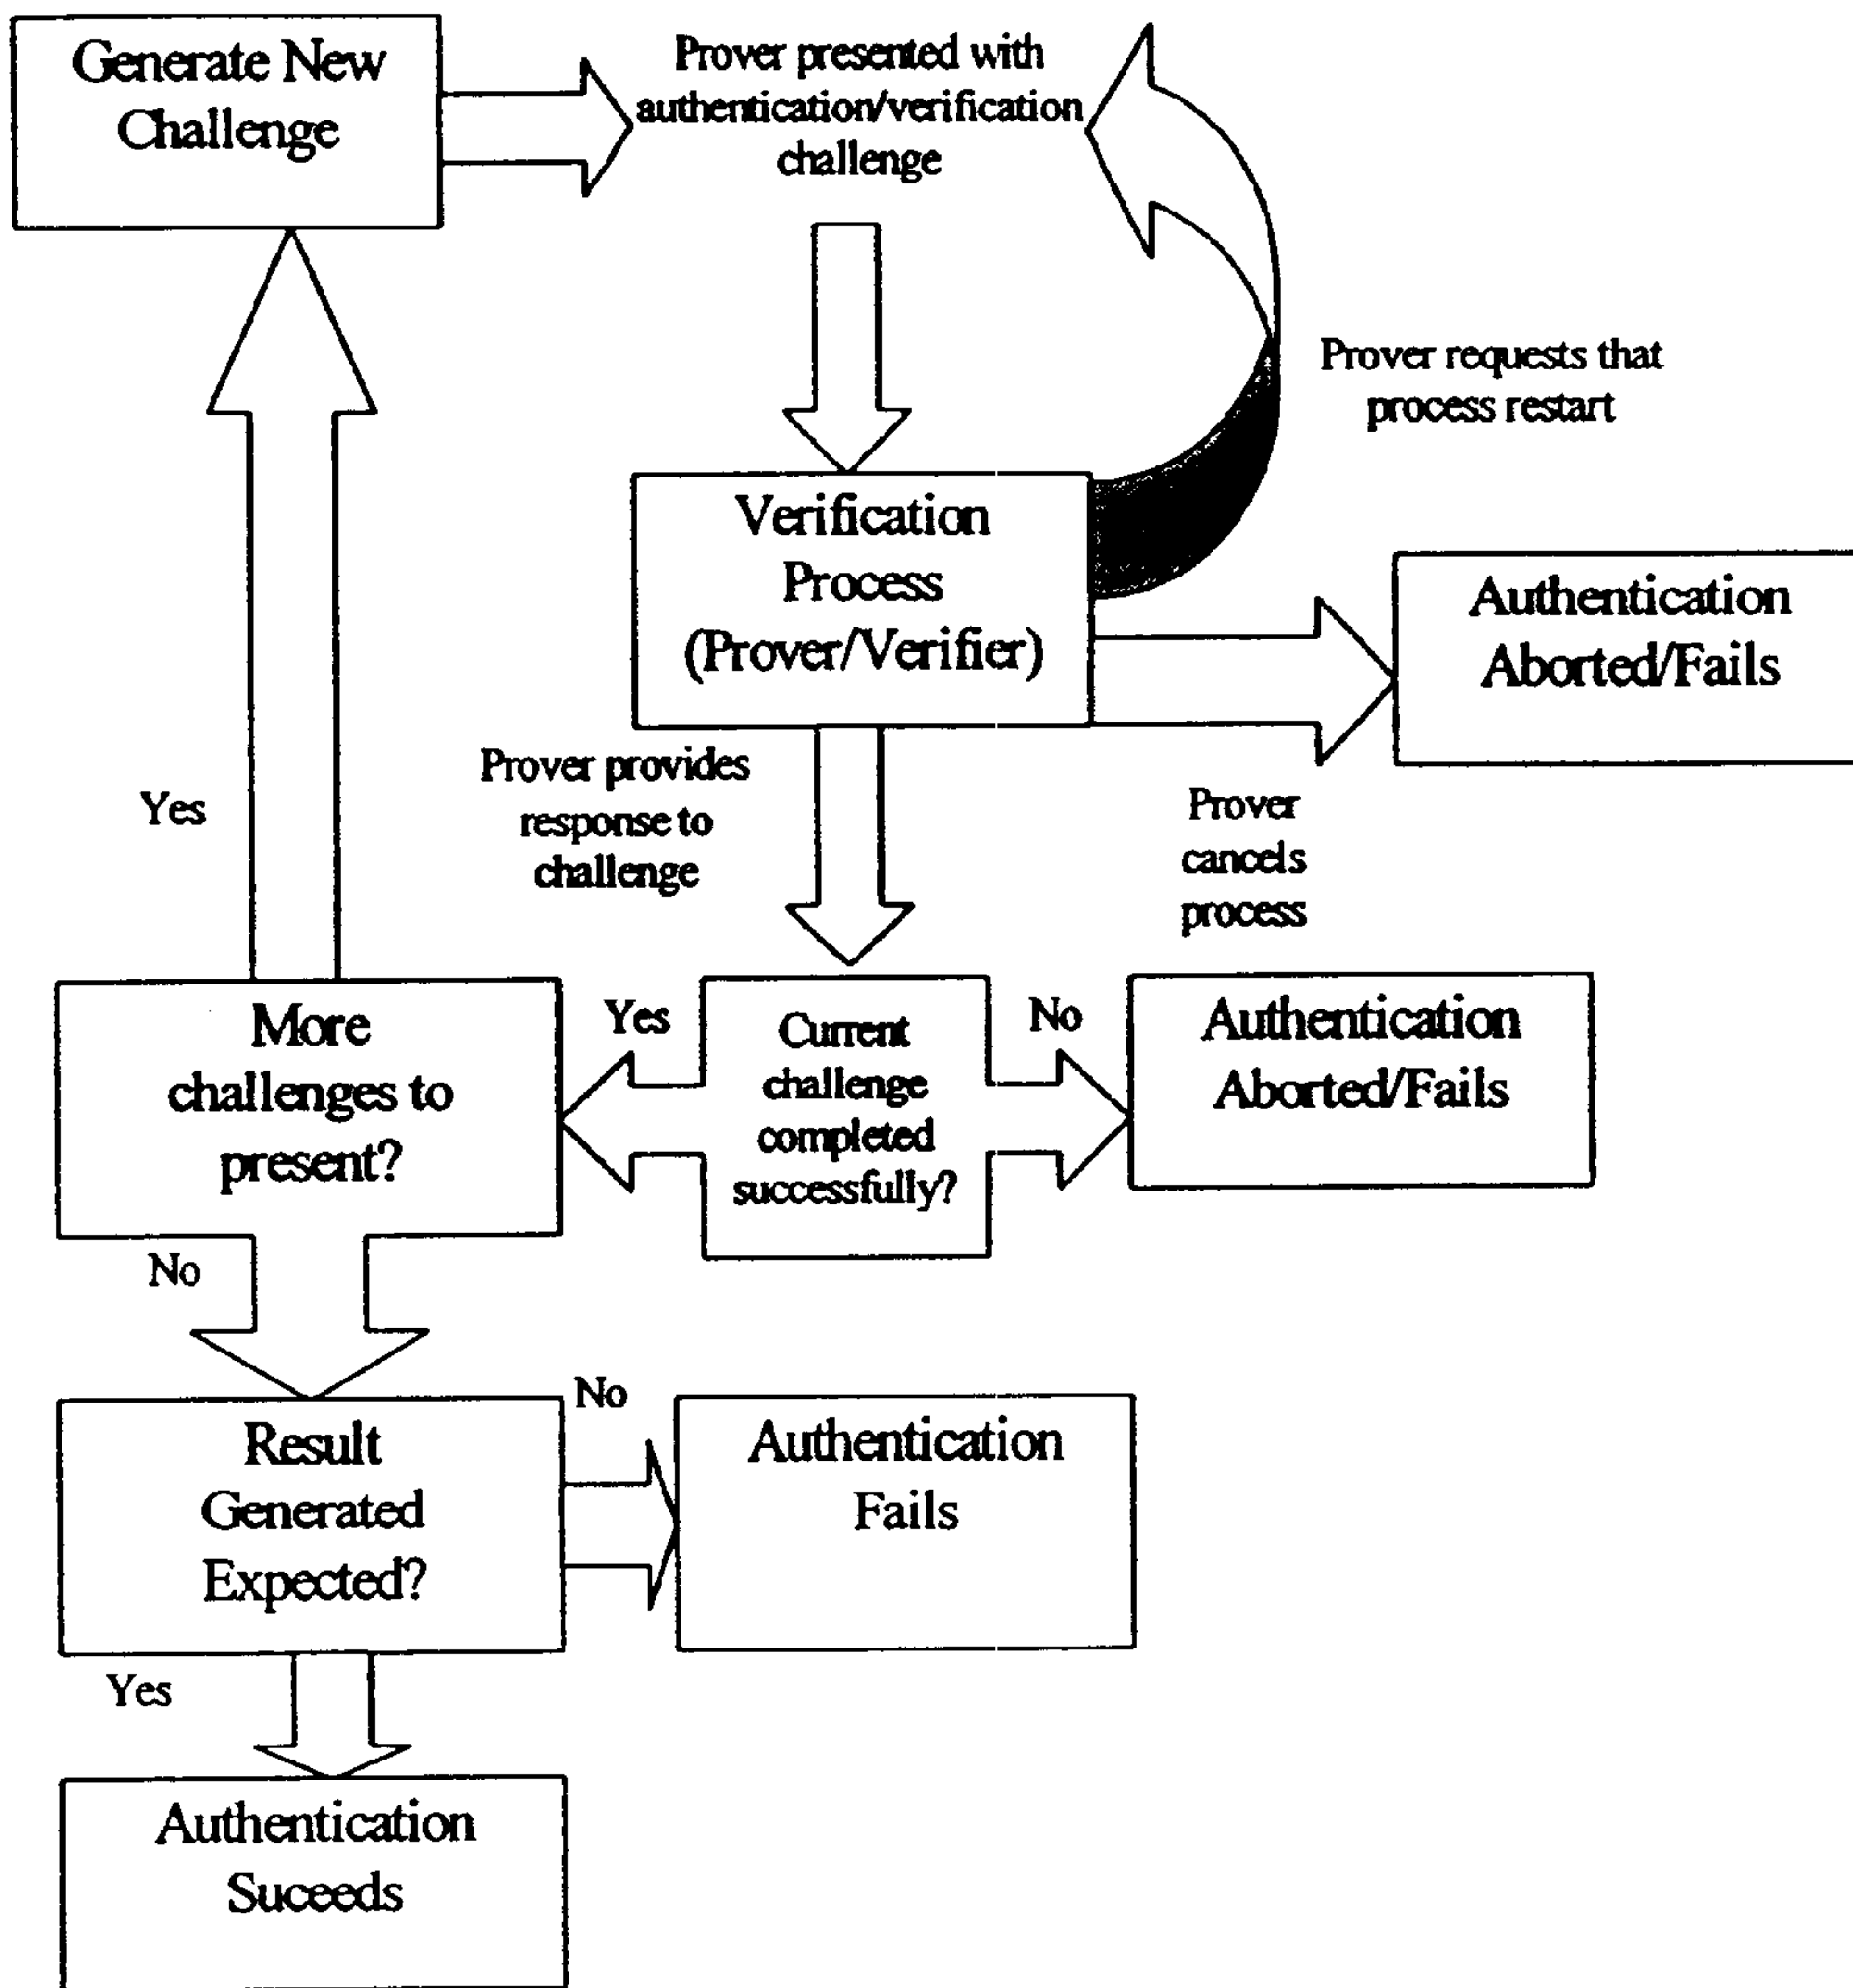 Generate New
Challenge
Prover presented with
authentication/verification
challenge
Prover requests that
process restart
Verification
Process
(Prover/Verifier)
Authentication
Aborted/Fails
Prover provides
response to
challenge
Prover
cancels
process
Yes
More
challenges to
present?
Yes
Current
challenge
completed
successfully?
No
Authentication
Aborted/Fails
No
Result
Generated
Expected?
No
Authentication
Fails
Yes
Authentication
Suceeds